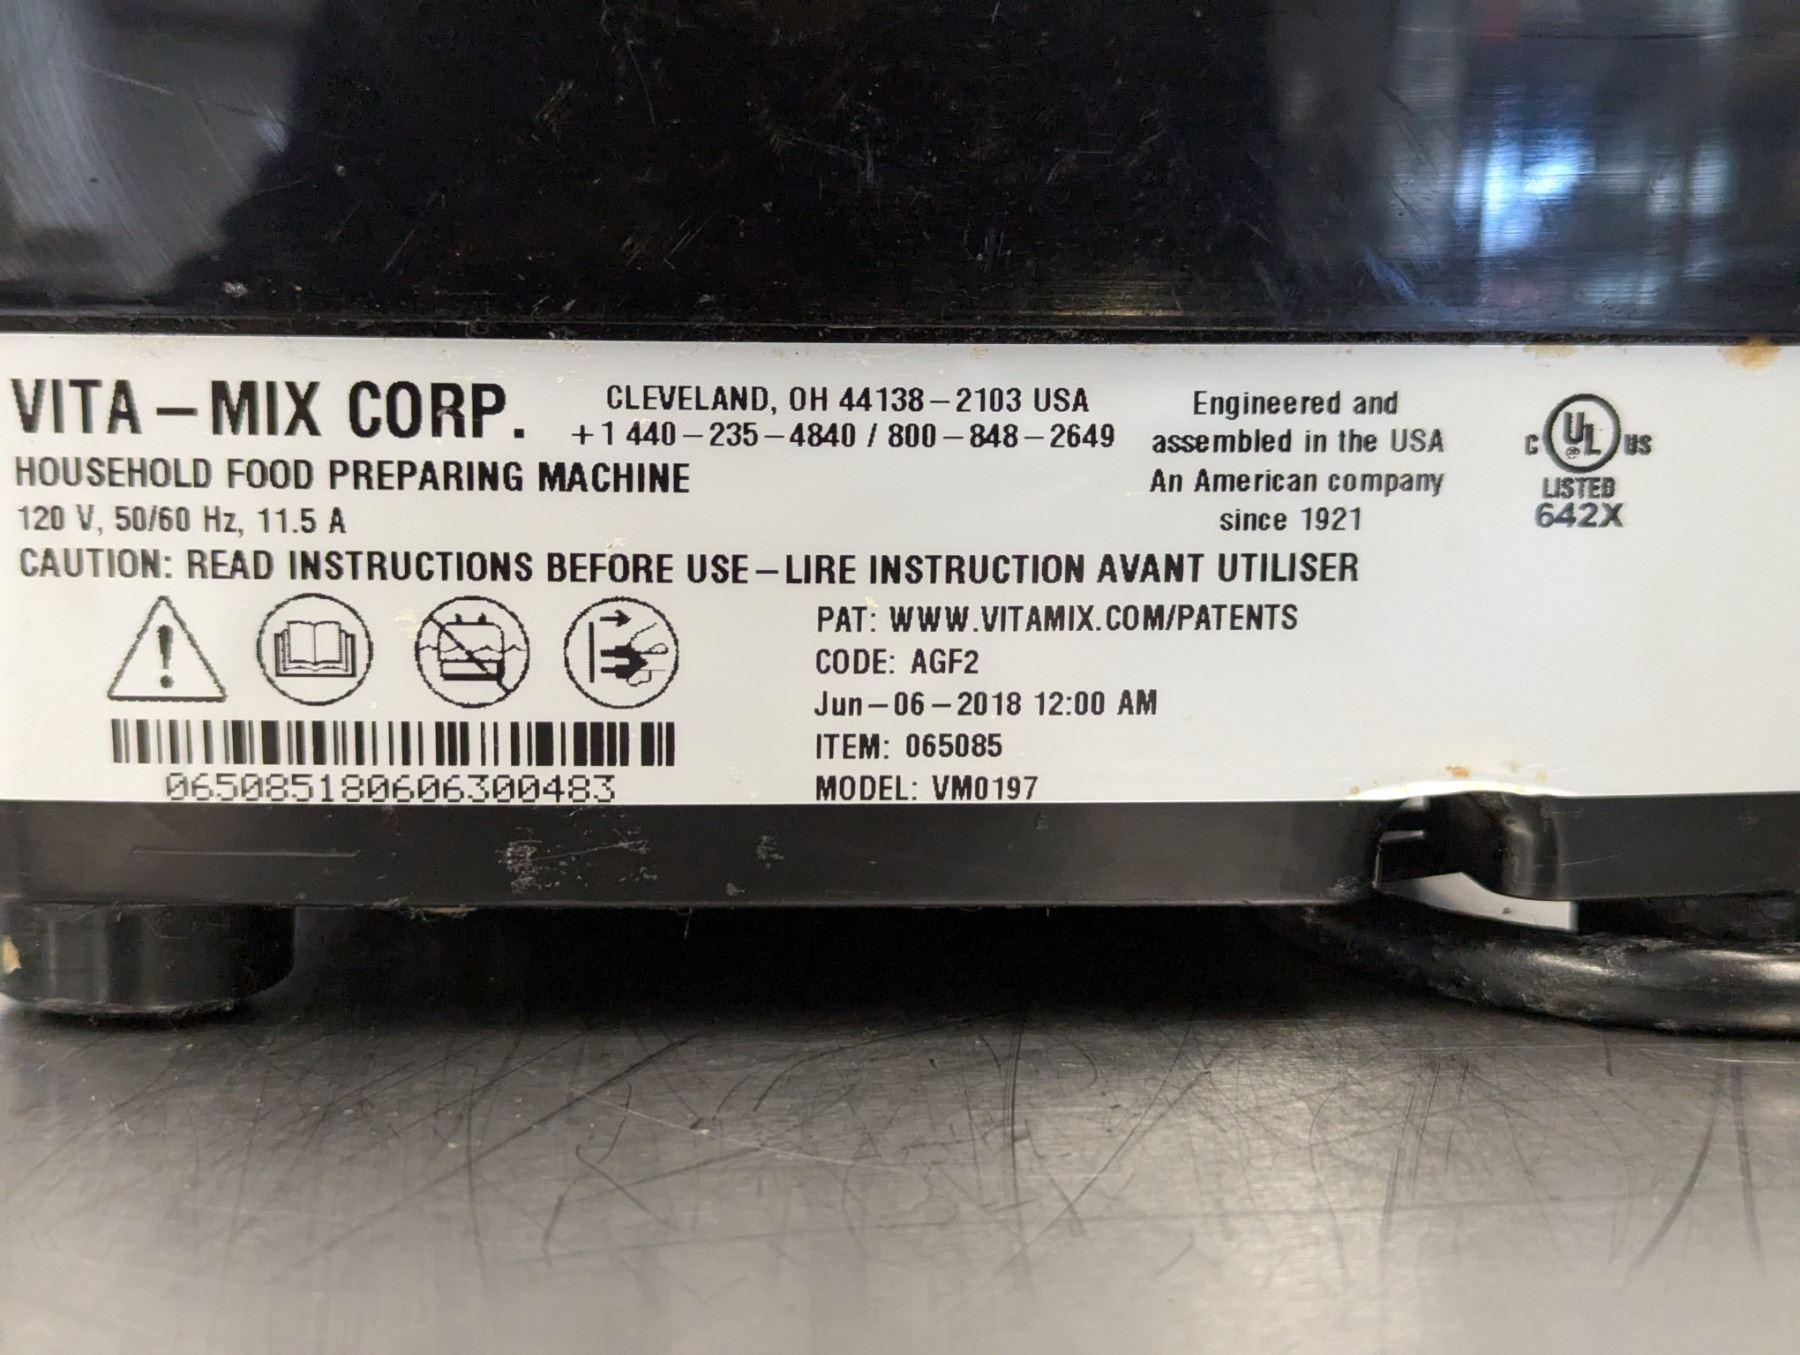 VITA-MIX CORP.
CLEVELAND, OH 44138-2103 USA
+1 440-235-4840 / 800-848-2649
HOUSEHOLD FOOD PREPARING MACHINE
120 V, 50/60 Hz, 11.5 A
Engineered and
assembled in the USA
An American company
since 1921
C UL US
LISTED
642X
CAUTION: READ INSTRUCTIONS BEFORE USE-LIRE INSTRUCTION AVANT UTILISER
PAT: WWW.VITAMIX.COM/PATENTS
CODE: AGF2
Jun-06-2018 12:00 AM
ITEM: 065085
MODEL: VM0197
065085180606300483